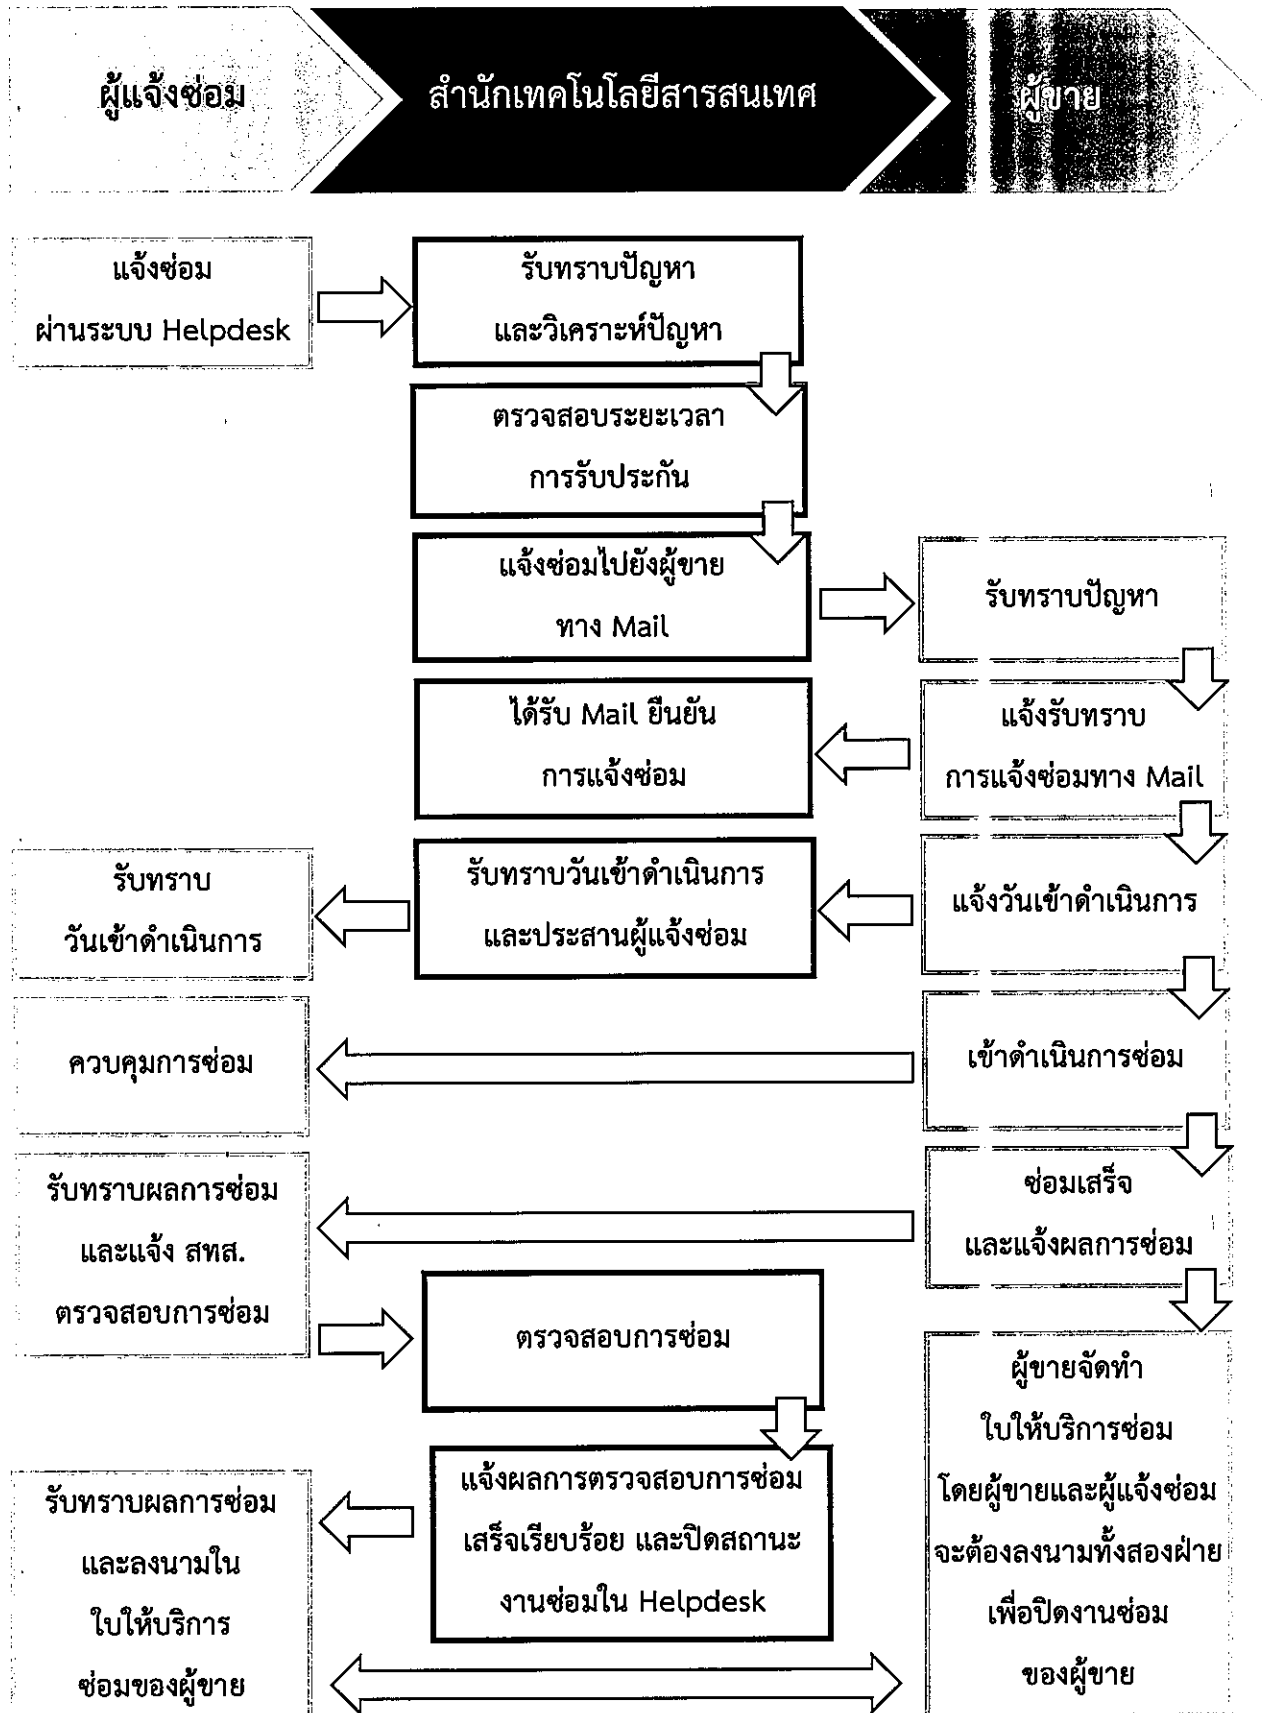 ผู้แจ้งซ่อม
สำนักเทคโนโลยีสารสนเทศ
ผู้ขาย
แจ้งซ่อม
ผ่านระบบ Helpdesk
รับทราบปัญหา
และวิเคราะห์ปัญหา
ตรวจสอบระยะเวลา
การรับประกัน
แจ้งซ่อมไปยังผู้ขาย
ทาง Mail
รับทราบปัญหา
แจ้งรับทราบ
การแจ้งซ่อมทาง Mail
ได้รับ Mail ยืนยัน
การแจ้งซ่อม
แจ้งวันเข้าดำเนินการ
รับทราบวันเข้าดำเนินการ
และประสานผู้แจ้งซ่อม
รับทราบ
วันเข้าดำเนินการ
เข้าดำเนินการซ่อม
ควบคุมการซ่อม
ซ่อมเสร็จ
และแจ้งผลการซ่อม
รับทราบผลการซ่อม
และแจ้ง สทส.
ตรวจสอบการซ่อม
ตรวจสอบการซ่อม
แจ้งผลการตรวจสอบการซ่อม
เสร็จเรียบร้อย และปิดสถานะ
งานซ่อมใน Helpdesk
รับทราบผลการซ่อม
และลงนามใน
ใบให้บริการ
ซ่อมของผู้ขาย
ผู้ขายจัดทำ
ใบให้บริการซ่อม
โดยผู้ขายและผู้แจ้งซ่อม
จะต้องลงนามทั้งสองฝ่าย
เพื่อปิดงานซ่อม
ของผู้ขาย